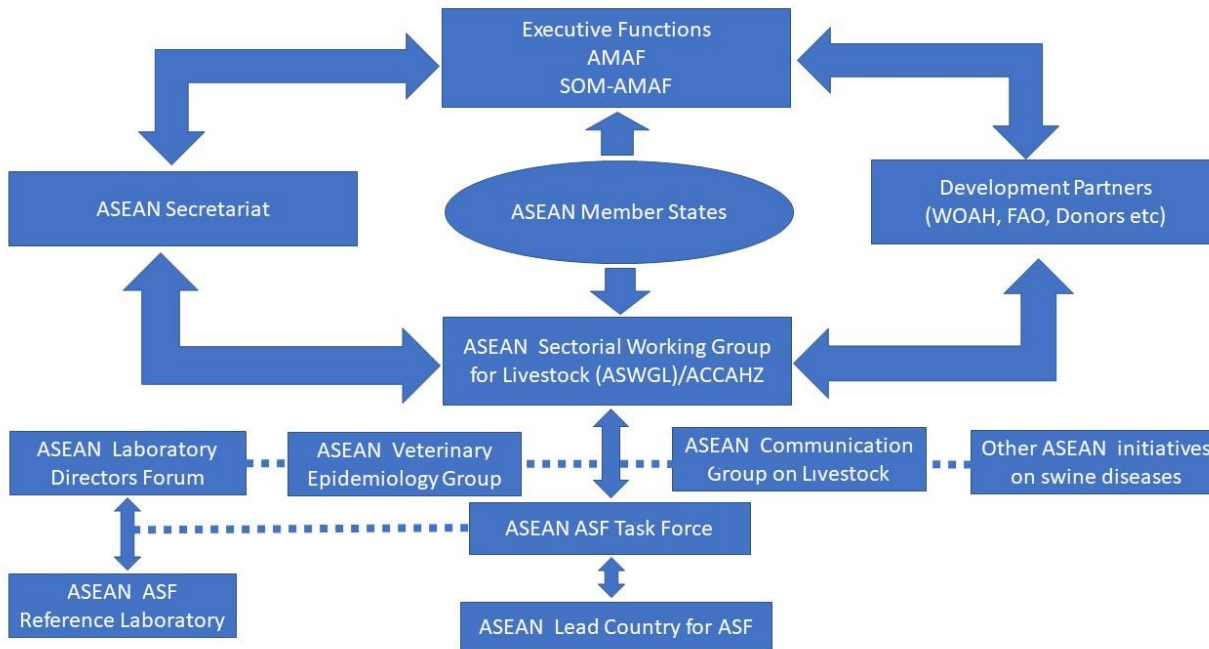 Executive Functions
AMAF
SOM-AMAF
ASEAN Secretariat
ASEAN Member States
Development Partners
(WOAH, FAO, Donors etc)
ASEAN Sectorial Working Group
for Livestock (ASWGL)/ACCAHZ
ASEAN Laboratory
Directors Forum
ASEAN Veterinary
Epidemiology Group
ASEAN Communication
Group on Livestock
Other ASEAN initiatives
on swine diseases
ASEAN ASF Task Force
ASEAN ASF
Reference Laboratory
ASEAN Lead Country for ASF